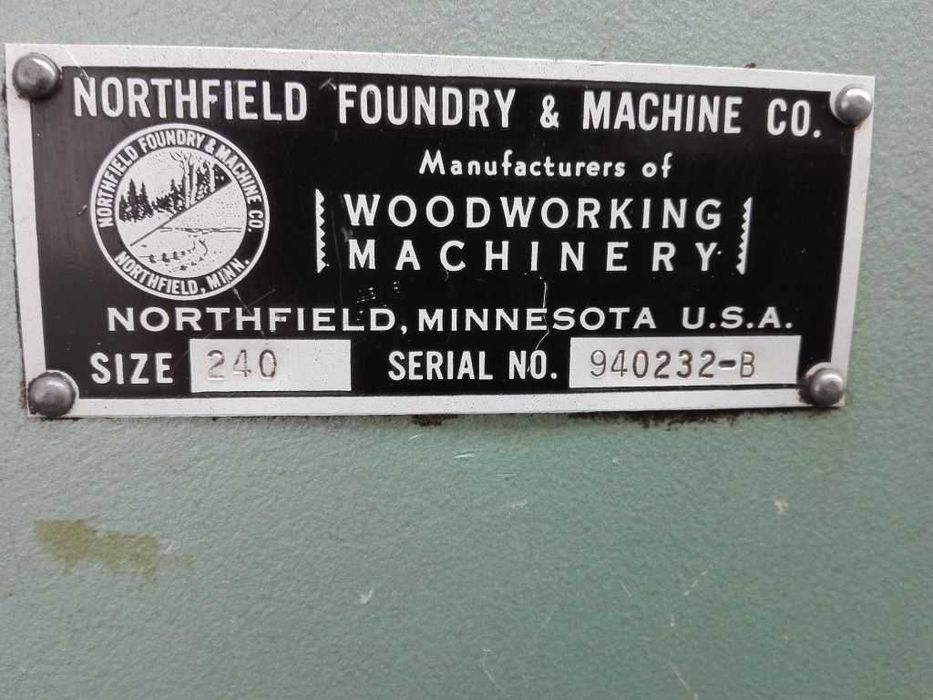 NORTHFIELD FOUNDRY & MACHINE CO.
NORTHFIELD FOUNDRY & MACHINE CO.
NORTHFIELD, MINN.
Manufacturers of
WOODWORKING
MACHINERY
NORTHFIELD, MINNESOTA U.S.A.
SIZE 240 SERIAL NO. 940232-B